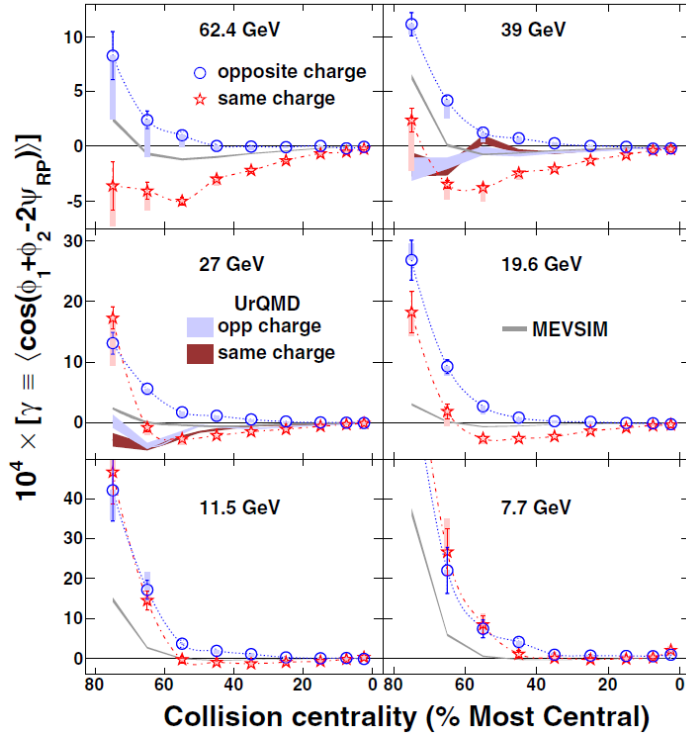 10⁴ × [γ ≡ ⟨cos(ϕ₁+ϕ₂-2ψ_RP)⟩]
62.4 GeV
opposite charge
same charge
10
5
0
-5
39 GeV
27 GeV
UrQMD
opp charge
same charge
30
20
10
0
19.6 GeV
MEVSIM
11.5 GeV
40
30
20
10
0
7.7 GeV
80 60 40 20 0
80 60 40 20 0
Collision centrality (% Most Central)